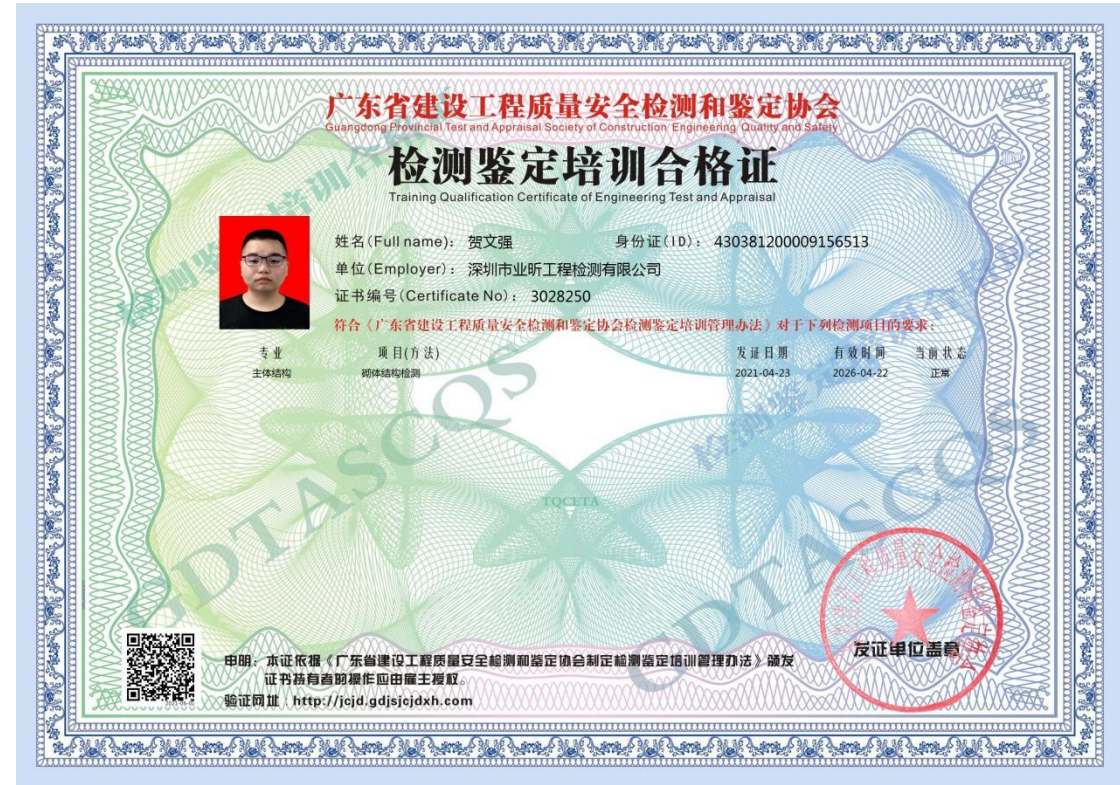 广东省建设工程质量安全检测和鉴定协会
Guangdong Provincial Test and Appraisal Society of Construction Engineering Quality and Safety
检测鉴定培训合格证
Training Qualification Certificate of Engineering Test and Appraisal
姓名(Full name)： 贺文强 身份证(ID)： 430381200009156513
单位(Employer)： 深圳市业昕工程检测有限公司
证书编号(Certificate No)： 3028250
符合《广东省建设工程质量安全检测和鉴定协会检测鉴定培训管理办法》对于下列检测项目的要求：
专业 项目(方法) 发证日期 有效时间 当前状态
主体结构 砌体结构检测 2021-04-23 2026-04-22 正常
TQCETA
GDTASCQS
GDTASCQS
发证单位盖章
申明：本证依据《广东省建设工程质量安全检测和鉴定协会制定检测鉴定培训管理办法》颁发
证书持有者的操作应由雇主授权。
验证网址：http://jcjd.gdjsjcjdxh.com